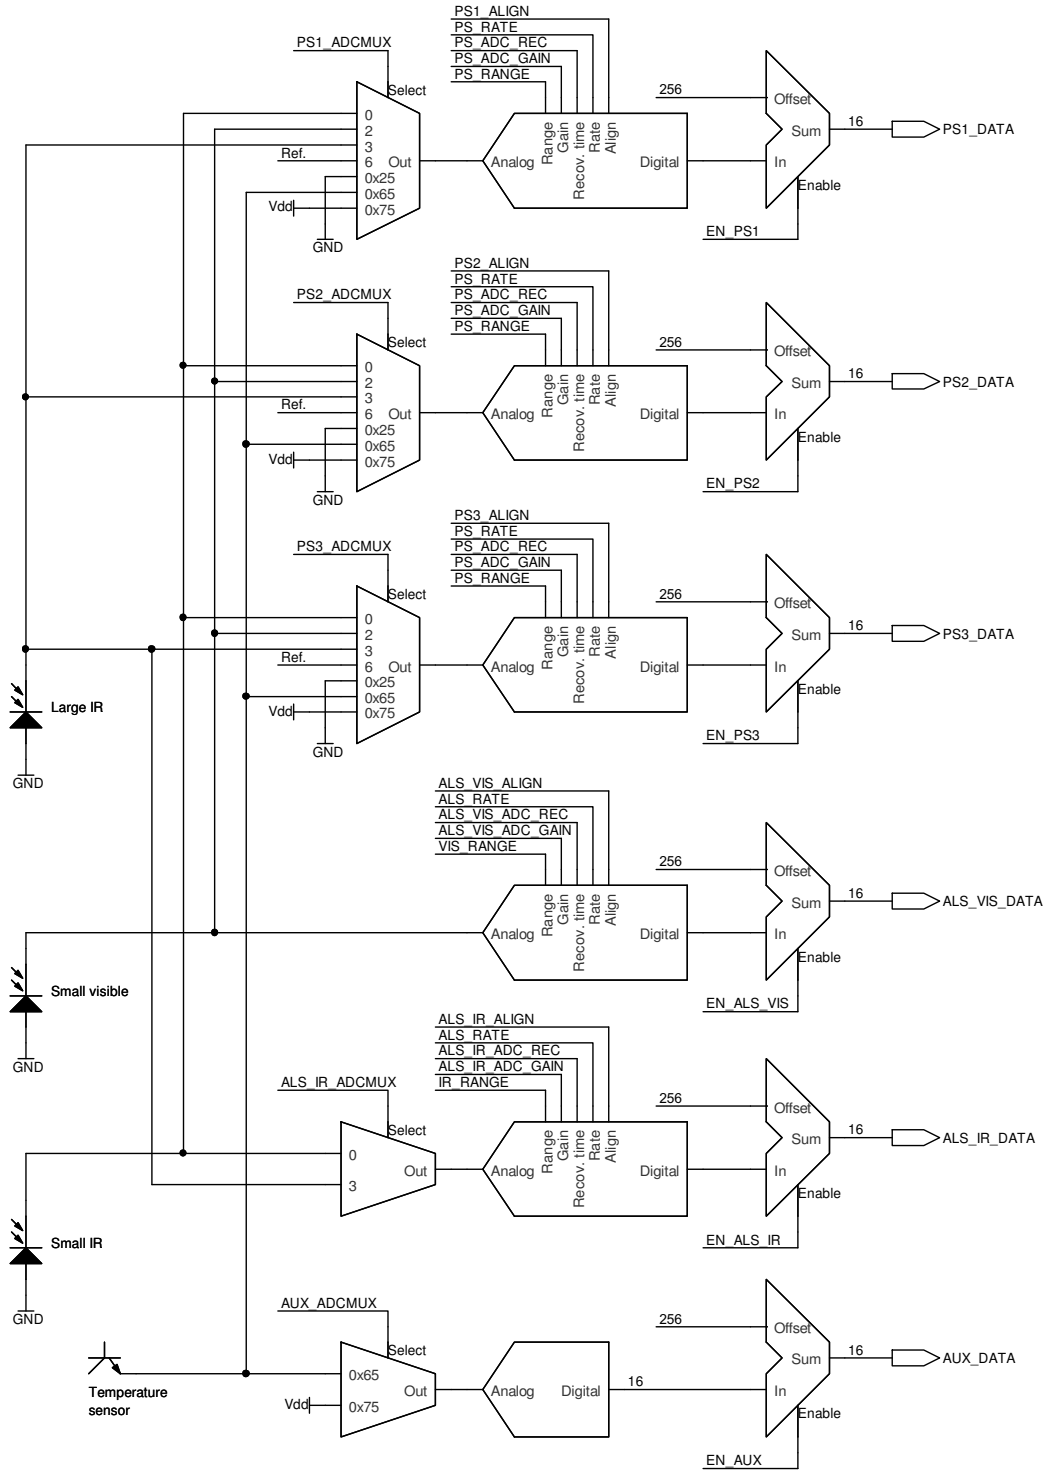 PS1_ALIGN
PS_RATE
PS_ADC_REC
PS_ADC_GAIN
PS_RANGE
PS1_ADCMUX
Select
0
2
3
6
0x25
0x65
0x75
Out
Ref.
Vdd
GND
Analog
Range
Gain
Recov. time
Rate
Align
Digital
256
Offset
Sum
In
Enable
16
PS1_DATA
EN_PS1
PS2_ALIGN
PS_RATE
PS_ADC_REC
PS_ADC_GAIN
PS_RANGE
PS2_ADCMUX
Select
0
2
3
6
0x25
0x65
0x75
Out
Ref.
Vdd
GND
Analog
Range
Gain
Recov. time
Rate
Align
Digital
256
Offset
Sum
In
Enable
16
PS2_DATA
EN_PS2
PS3_ALIGN
PS_RATE
PS_ADC_REC
PS_ADC_GAIN
PS_RANGE
PS3_ADCMUX
Select
0
2
3
6
0x25
0x65
0x75
Out
Ref.
Vdd
GND
Analog
Range
Gain
Recov. time
Rate
Align
Digital
256
Offset
Sum
In
Enable
16
PS3_DATA
EN_PS3
Large IR
GND
ALS_VIS_ALIGN
ALS_RATE
ALS_VIS_ADC_REC
ALS_VIS_ADC_GAIN
VIS_RANGE
Analog
Range
Gain
Recov. time
Rate
Align
Digital
256
Offset
Sum
In
Enable
16
ALS_VIS_DATA
EN_ALS_VIS
Small visible
GND
ALS_IR_ALIGN
ALS_RATE
ALS_IR_ADC_REC
ALS_IR_ADC_GAIN
IR_RANGE
ALS_IR_ADCMUX
Select
0
3
Out
Analog
Range
Gain
Recov. time
Rate
Align
Digital
256
Offset
Sum
In
Enable
16
ALS_IR_DATA
EN_ALS_IR
Small IR
GND
AUX_ADCMUX
Select
0x65
0x75
Out
Vdd
Temperature
sensor
Analog
Digital
16
256
Offset
Sum
In
Enable
16
AUX_DATA
EN_AUX